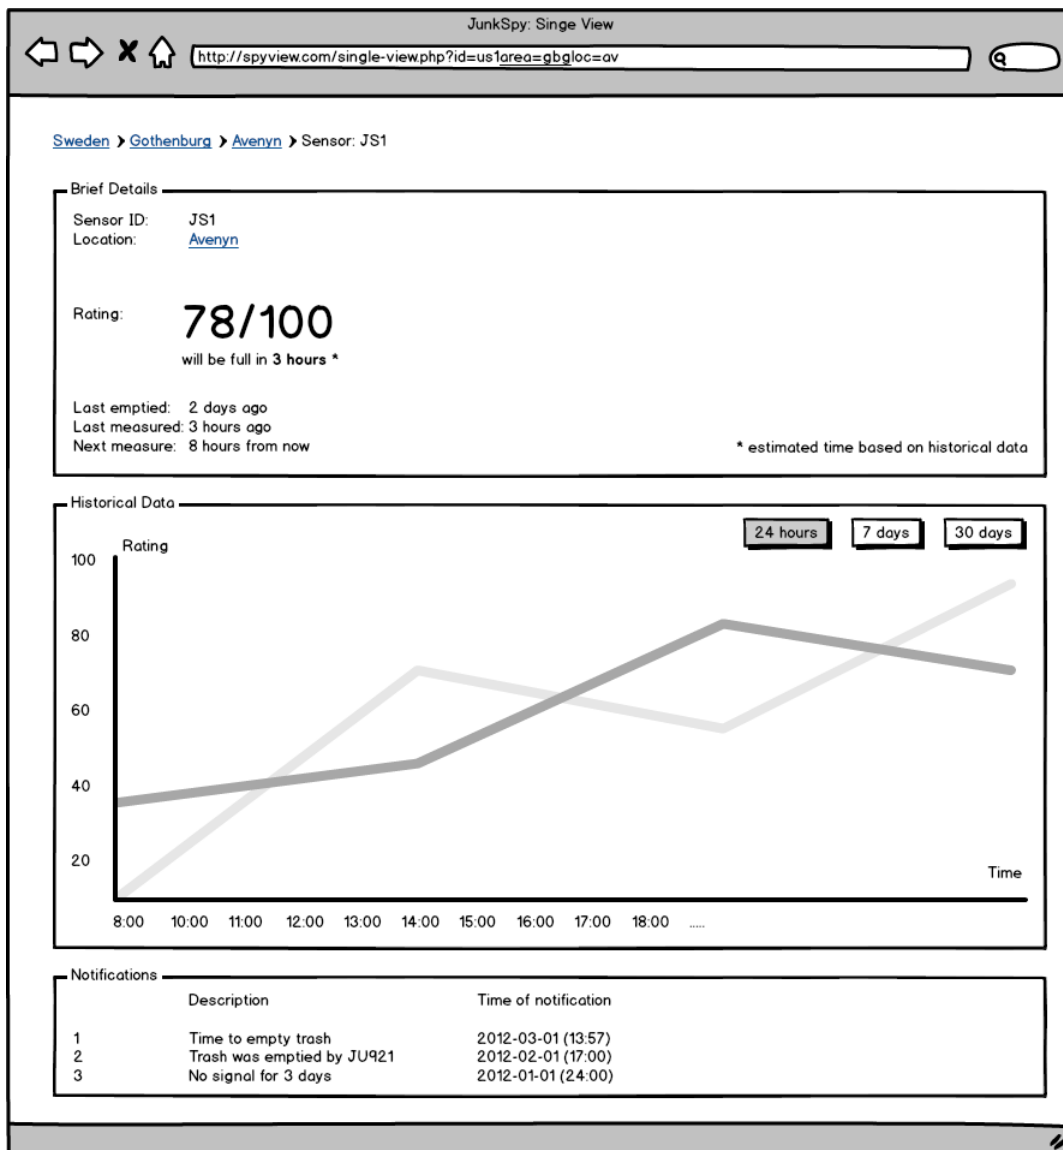 JunkSpy: Singe View
http://spyview.com/single-view.php?id=us1area=gbgloc=av
Sweden > Gothenburg > Avenyn > Sensor: JS1
Brief Details
Sensor ID: JS1
Location: Avenyn
Rating: 78/100
will be full in 3 hours *
Last emptied: 2 days ago
Last measured: 3 hours ago
Next measure: 8 hours from now
* estimated time based on historical data
Historical Data
24 hours 7 days 30 days
Rating
100
80
60
40
20
Time
8:00 10:00 11:00 12:00 13:00 14:00 15:00 16:00 17:00 18:00 .....
Notifications
Description Time of notification
1 Time to empty trash 2012-03-01 (13:57)
2 Trash was emptied by JU921 2012-02-01 (17:00)
3 No signal for 3 days 2012-01-01 (24:00)